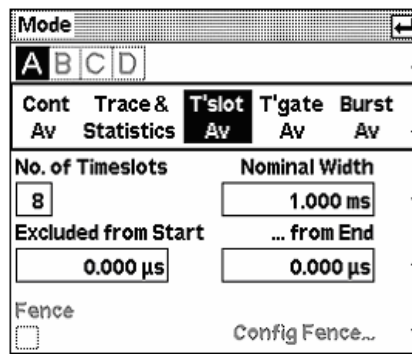 Mode
A B C D
Cont Av Trace & Statistics T'slot Av T'gate Av Burst Av
No. of Timeslots Nominal Width
8 1.000 ms
Excluded from Start ... from End
0.000 µs 0.000 µs
Fence
Config Fence...